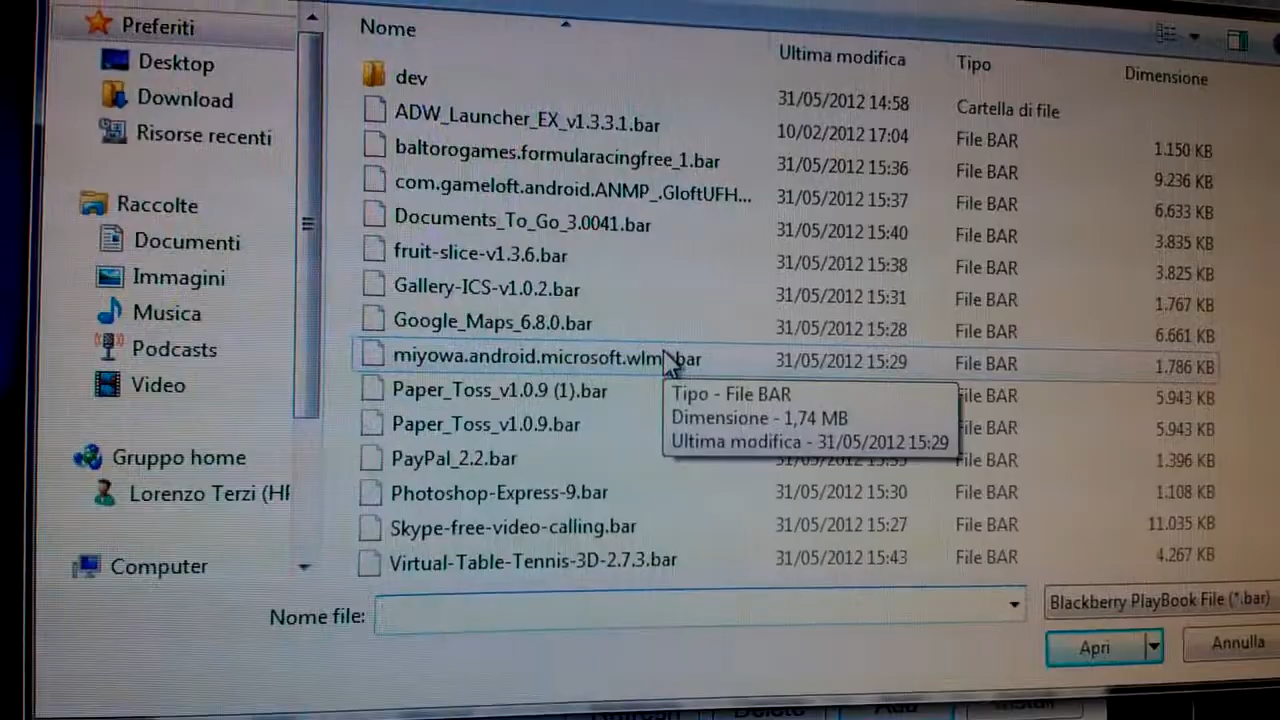 Preferiti
Desktop
Download
Risorse recenti
Raccolte
Documenti
Immagini
Musica
Podcasts
Video
Gruppo home
Lorenzo Terzi (HP
Computer
Nome Ultima modifica Tipo Dimensione
dev 31/05/2012 14:58 Cartella di file
ADW_Launcher_EX_v1.3.3.1.bar 10/02/2012 17:04 File BAR 1.150 KB
baltorogames.formularacingfree_1.bar 31/05/2012 15:36 File BAR 9.236 KB
com.gameloft.android.ANMP_.GloftUFH... 31/05/2012 15:37 File BAR 6.633 KB
Documents_To_Go_3.0041.bar 31/05/2012 15:40 File BAR 3.835 KB
fruit-slice-v1.3.6.bar 31/05/2012 15:38 File BAR 3.825 KB
Gallery-ICS-v1.0.2.bar 31/05/2012 15:31 File BAR 1.767 KB
Google_Maps_6.8.0.bar 31/05/2012 15:28 File BAR 6.661 KB
miyowa.android.microsoft.wlm bar 31/05/2012 15:29 File BAR 1.786 KB
Paper_Toss_v1.0.9 (1).bar File BAR 5.943 KB
Paper_Toss_v1.0.9.bar File BAR 5.943 KB
PayPal_2.2.bar File BAR 1.396 KB
Photoshop-Express-9.bar 31/05/2012 15:30 File BAR 1.108 KB
Skype-free-video-calling.bar 31/05/2012 15:27 File BAR 11.035 KB
Virtual-Table-Tennis-3D-2.7.3.bar 31/05/2012 15:43 File BAR 4.267 KB
Tipo - File BAR
Dimensione - 1,74 MB
Ultima modifica - 31/05/2012 15:29
Nome file:
Blackberry PlayBook File (*.bar)
Apri
Annulla